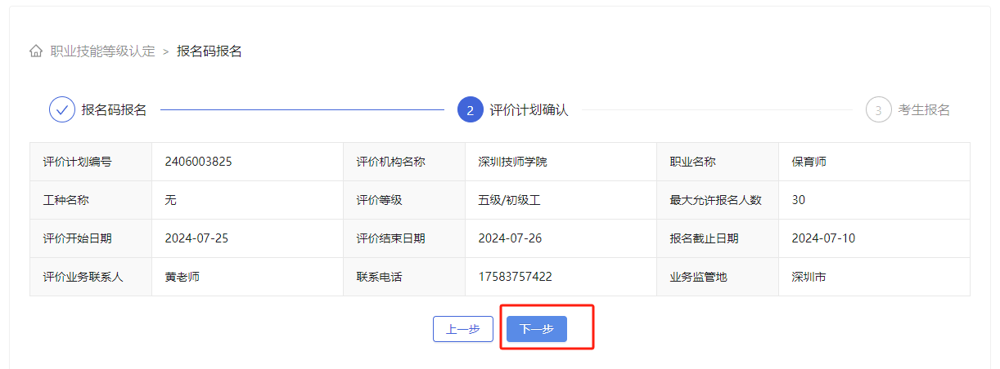 职业技能等级认定 > 报名码报名
报名码报名 2 评价计划确认 3 考生报名
评价计划编号 2406003825 评价机构名称 深圳技师学院 职业名称 保育师
工种名称 无 评价等级 五级/初级工 最大允许报名人数 30
评价开始日期 2024-07-25 评价结束日期 2024-07-26 报名截止日期 2024-07-10
评价业务联系人 黄老师 联系电话 17583757422 业务监管地 深圳市
上一步 下一步